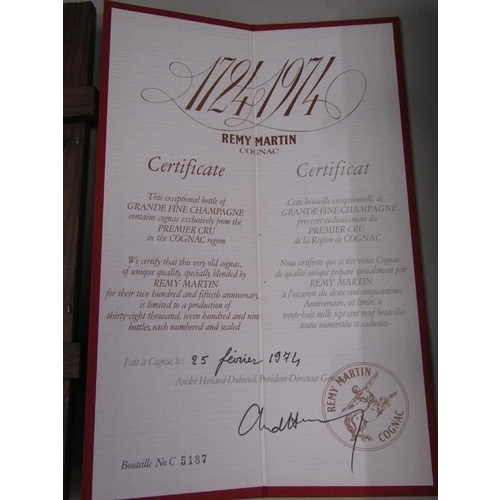 1724 1974
REMY MARTIN
COGNAC
Certificate
This exceptional bottle of
GRANDE FINE CHAMPAGNE
contains cognac exclusively from the
PREMIER CRU
in the COGNAC region
We certify that this very old cognac,
of unique quality, specially blended by
REMY MARTIN
for their two hundred and fiftieth anniversary,
is limited to a production of
thirty-eight thousand, seven hundred and nine
bottles, each numbered and sealed
Certificat
Cette bouteille exceptionnelle de
GRANDE FINE CHAMPAGNE
provient exclusivement du
PREMIER CRU
de la Région de COGNAC
Nous certifions que ce très vieux Cognac
de qualité unique préparé spécialement par
REMY MARTIN
à l'occasion du deux cent cinquantième
Anniversaire, est limité à
trente-huit mille sept cent neuf bouteilles
toutes numérotées et cachetées
Fait à Cognac le: 25 février 1974
André Hériard-Dubreuil, Président-Directeur
REMY MARTIN
COGNAC
Bouteille No C 5187